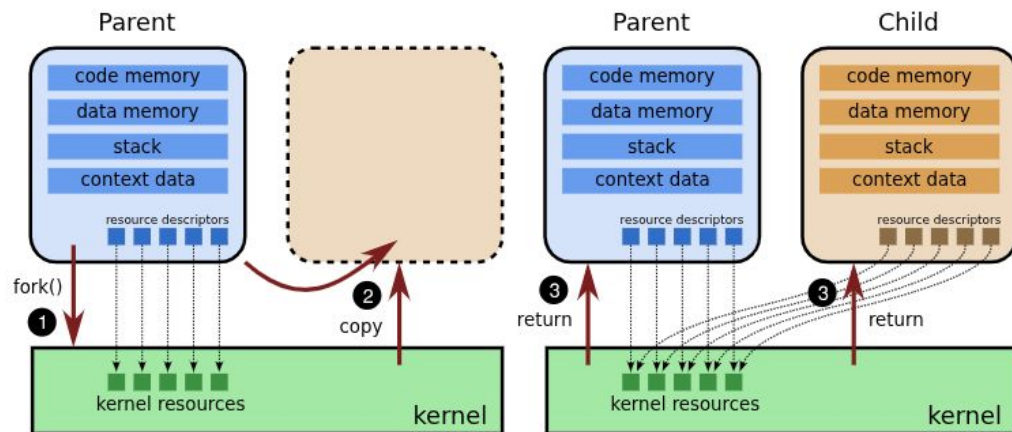 Parent
code memory
data memory
stack
context data
resource descriptors
fork()
1
2
copy
kernel resources
kernel
Parent
Child
code memory
data memory
stack
context data
resource descriptors
code memory
data memory
stack
context data
resource descriptors
3
return
3
return
kernel resources
kernel